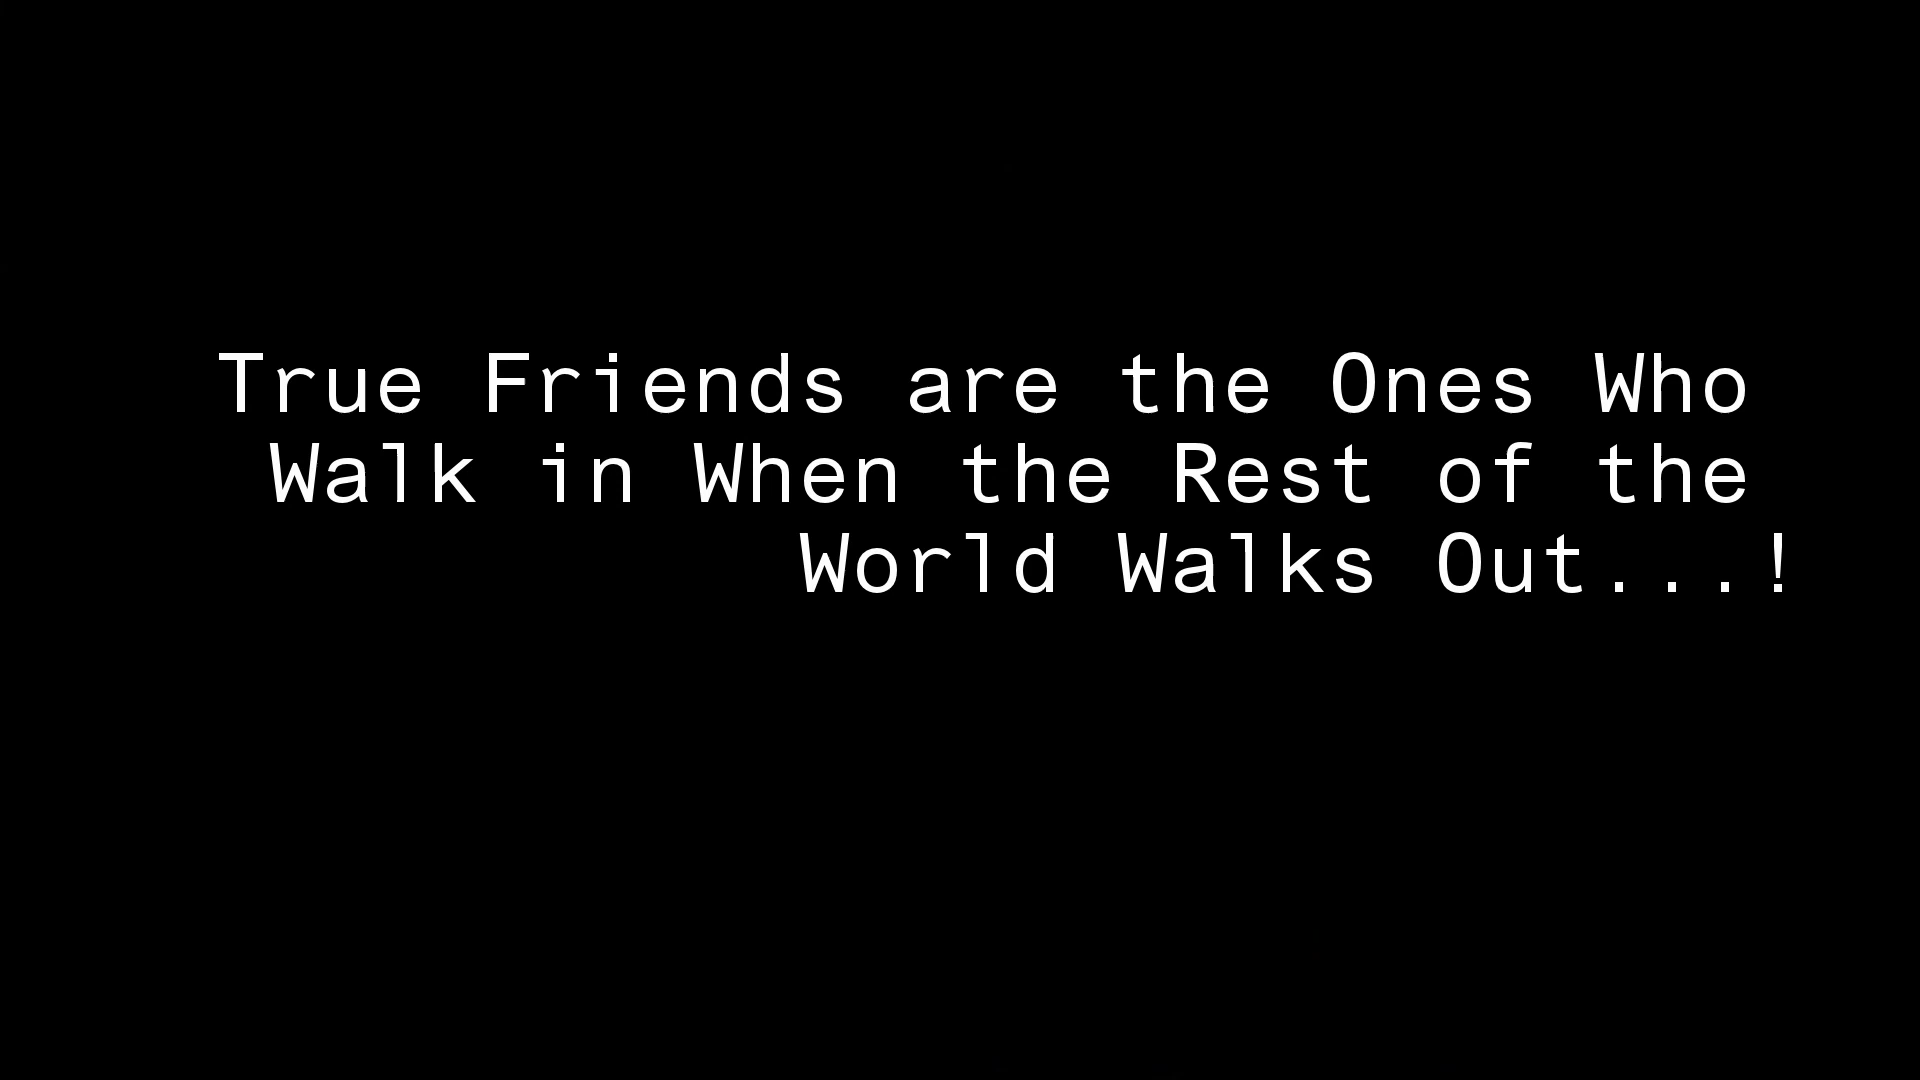 True Friends are the Ones Who
Walk in When the Rest of the
World Walks Out...!